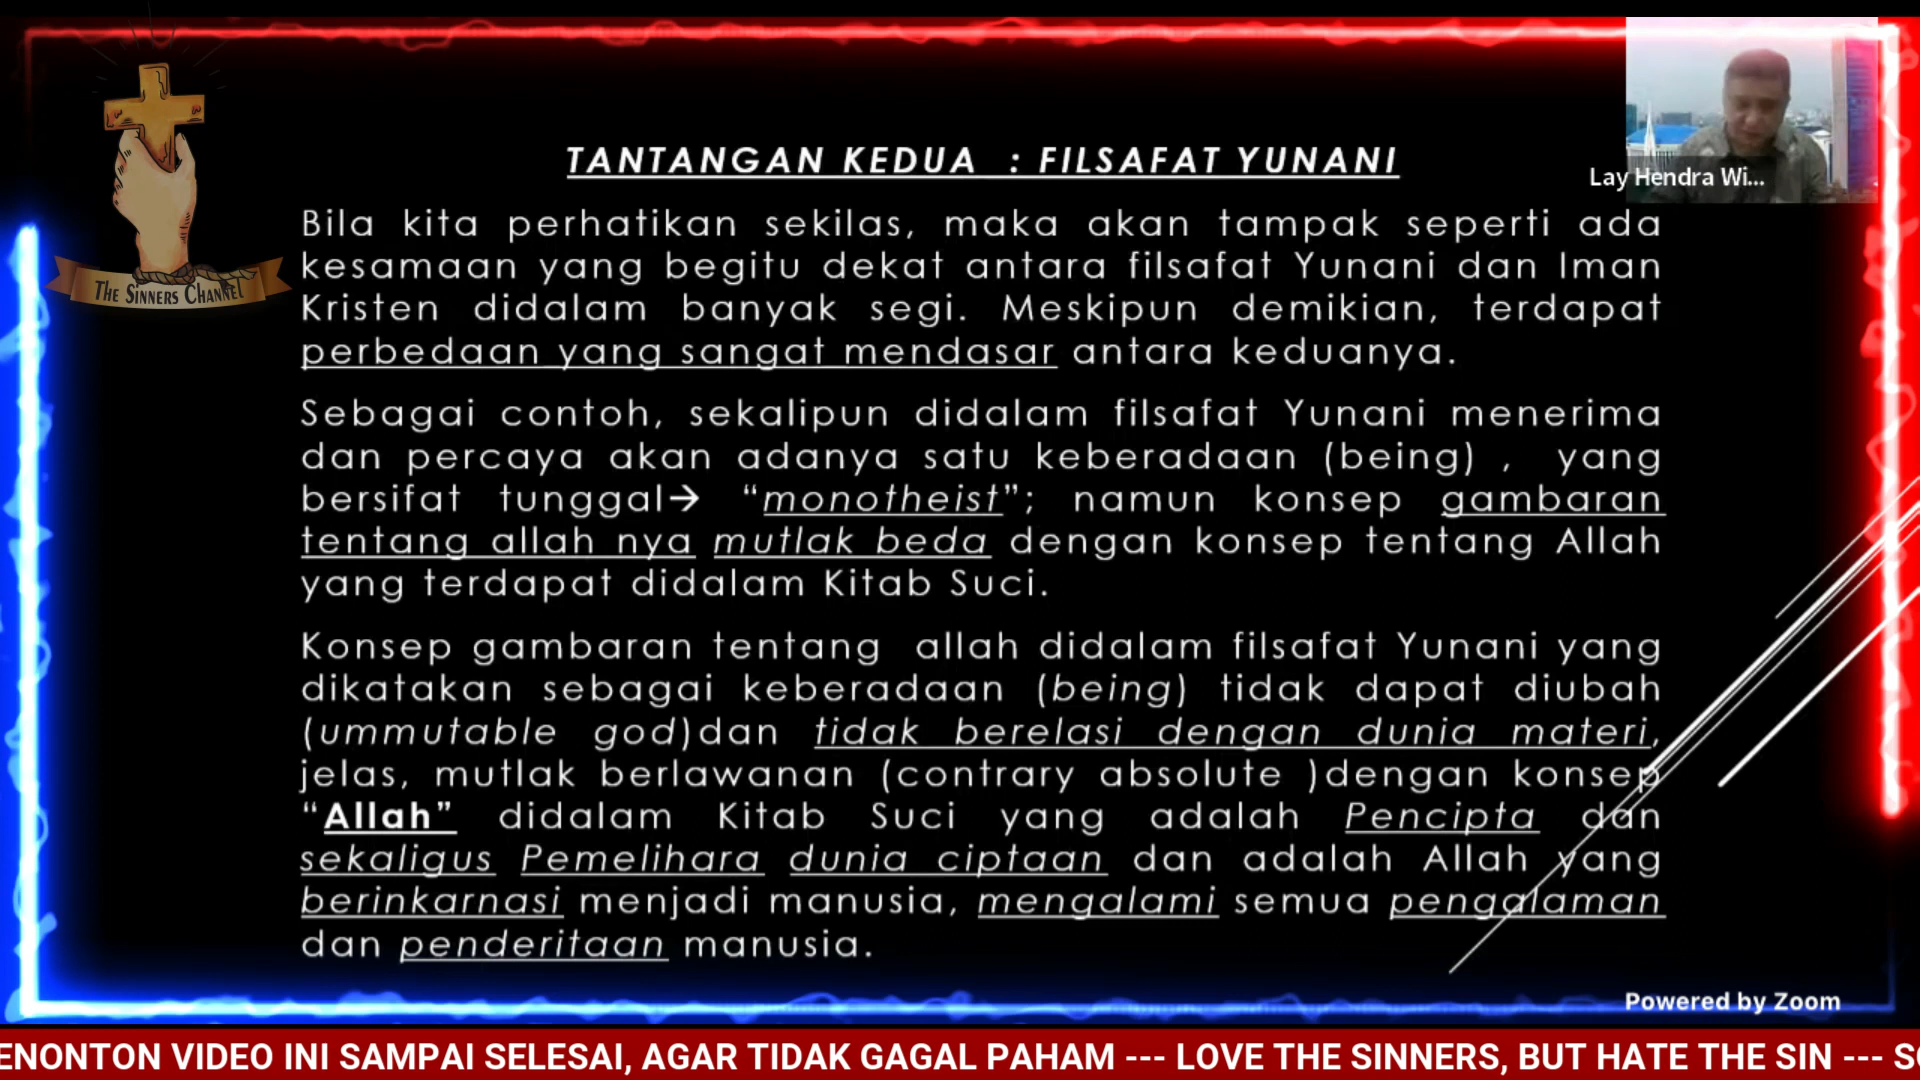 TANTANGAN KEDUA : FILSAFAT YUNANI
Lay Hendra Wi...
Bila kita perhatikan sekilas, maka akan tampak seperti ada
kesamaan yang begitu dekat antara filsafat Yunani dan Iman
THE SINNERS CHANNEL
Kristen didalam banyak segi. Meskipun demikian, terdapat
perbedaan yang sangat mendasar antara keduanya.
Sebagai contoh, sekalipun didalam filsafat Yunani menerima
dan percaya akan adanya satu keberadaan (being) , yang
bersifat tunggal→ “monotheist”; namun konsep gambaran
tentang allah nya mutlak beda dengan konsep tentang Allah
yang terdapat didalam Kitab Suci.
Konsep gambaran tentang allah didalam filsafat Yunani yang
dikatakan sebagai keberadaan (being) tidak dapat diubah
(ummutable god)dan tidak berelasi dengan dunia materi,
jelas, mutlak berlawanan (contrary absolute )dengan konsep
“Allah” didalam Kitab Suci yang adalah Pencipta dan
sekaligus Pemelihara dunia ciptaan dan adalah Allah yang
berinkarnasi menjadi manusia, mengalami semua pengalaman
dan penderitaan manusia.
Powered by Zoom
ENONTON VIDEO INI SAMPAI SELESAI, AGAR TIDAK GAGAL PAHAM --- LOVE THE SINNERS, BUT HATE THE SIN --- S